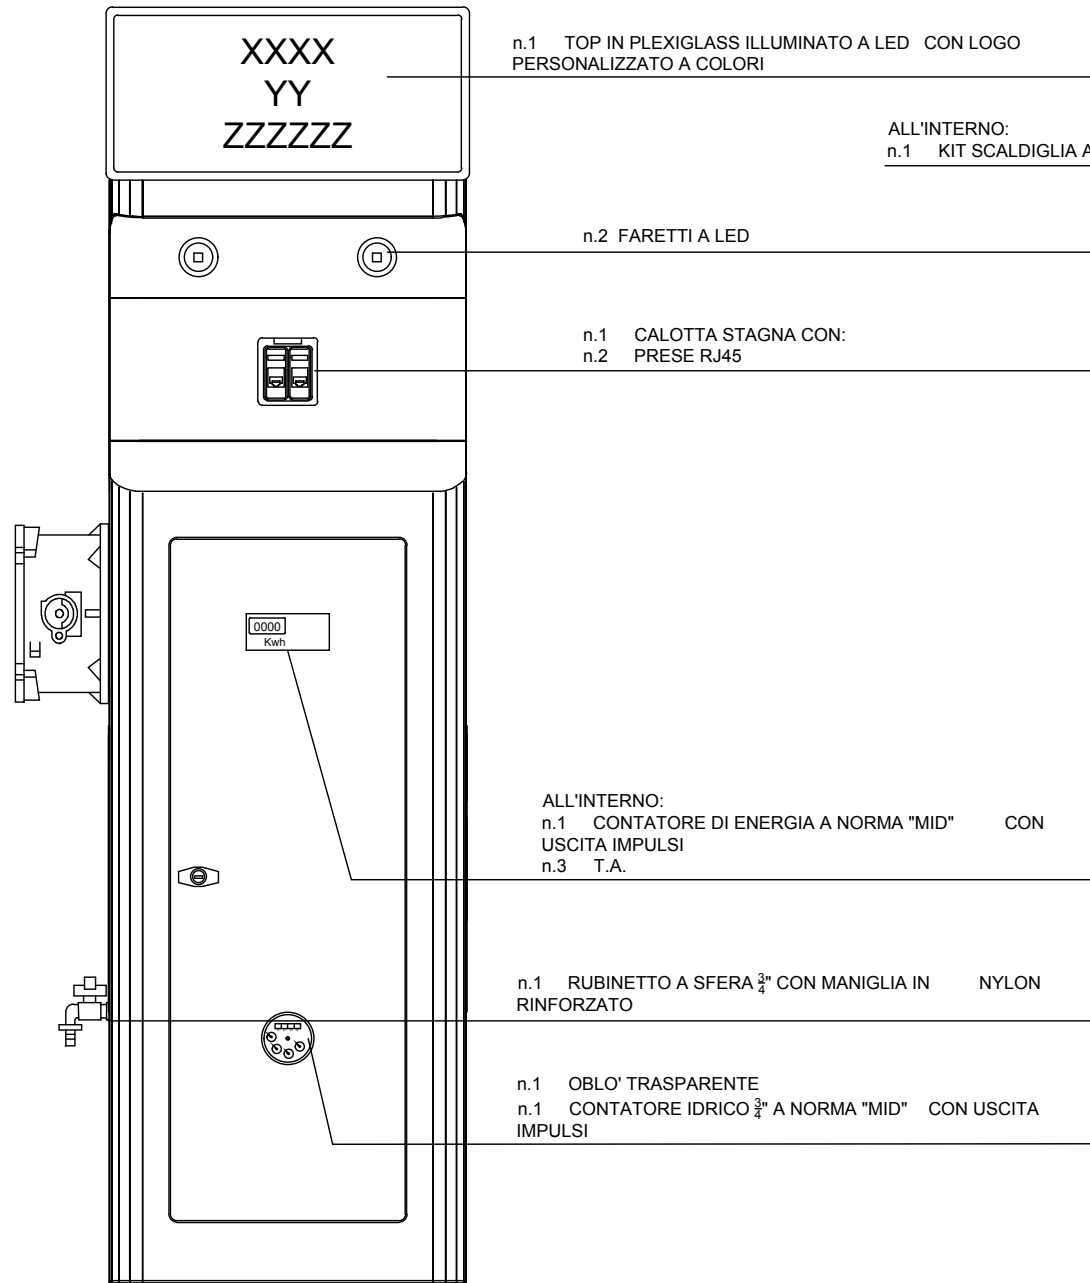 XXXX
YY
ZZZZZZ
n.1 TOP IN PLEXIGLASS ILLUMINATO A LED CON LOGO
PERSONALIZZATO A COLORI
ALL'INTERNO:
n.1 KIT SCALDIGLIA A
n.2 FARETTI A LED
n.1 CALOTTA STAGNA CON:
n.2 PRESE RJ45
0000
Kwh
ALL'INTERNO:
n.1 CONTATORE DI ENERGIA A NORMA "MID" CON
USCITA IMPULSI
n.3 T.A.
n.1 RUBINETTO A SFERA 3/4" CON MANIGLIA IN NYLON
RINFORZATO
n.1 OBLO' TRASPARENTE
n.1 CONTATORE IDRICO 3/4" A NORMA "MID" CON USCITA
IMPULSI